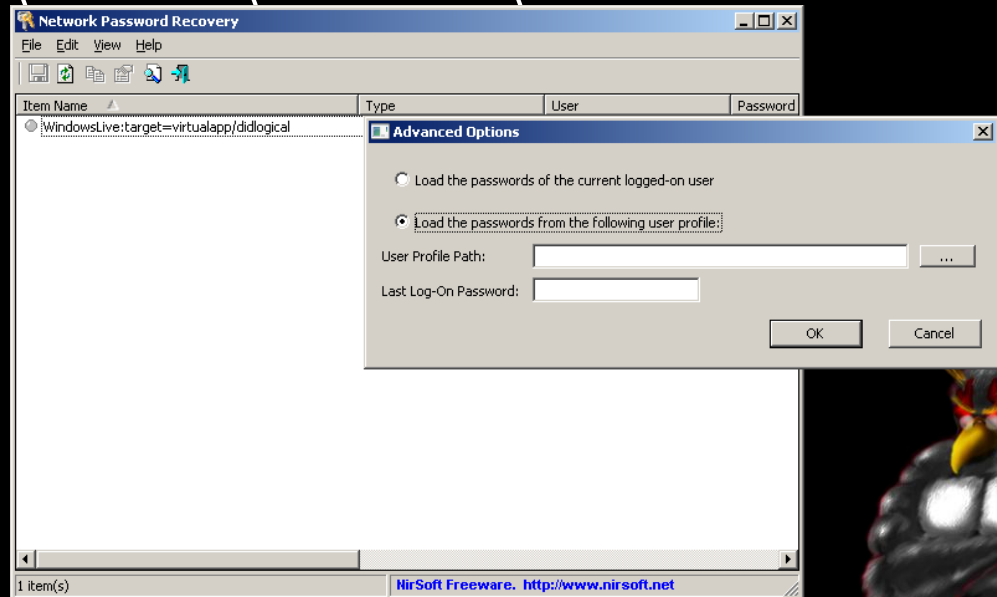 Network Password Recovery
File Edit View Help
Item Name Type User Password
WindowsLive:target=virtualapp/didlogical
Advanced Options
Load the passwords of the current logged-on user
Load the passwords from the following user profile:
User Profile Path: ...
Last Log-On Password:
OK Cancel
1 item(s) NirSoft Freeware. http://www.nirsoft.net